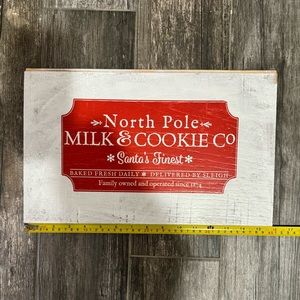 North Pole
MILK & COOKIE Co
Santa's Finest
BAKED FRESH DAILY * DELIVERED BY SLEIGH
Family owned and operated since